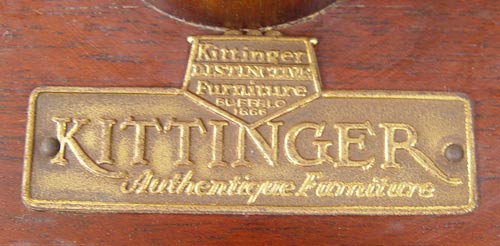 Kittinger
DISTINCTIVE
Furniture
BUFFALO
1866
KITTINGER
Authentique Furniture